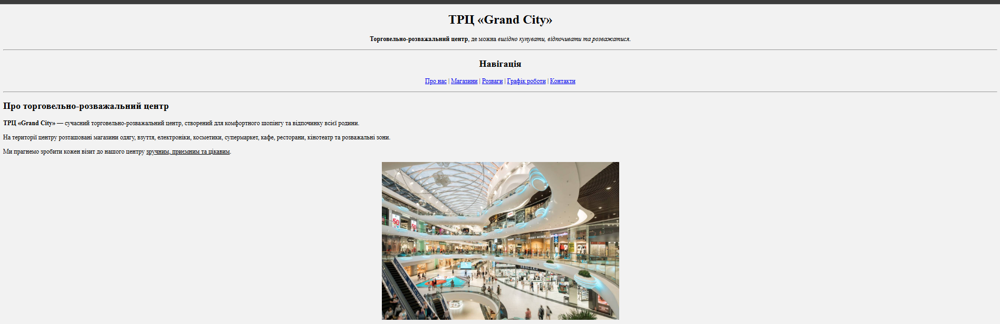 ТРЦ «Grand City»
Торговельно-розважальний центр, де можна вигідно купувати, відпочивати та розважатися.
Навігація
Про нас | Магазини | Розваги | Графік роботи | Контакти
Про торговельно-розважальний центр
ТРЦ «Grand City» — сучасний торговельно-розважальний центр, створений для комфортного шопінгу та відпочинку всієї родини.
На території центру розташовані магазини одягу, взуття, електроніки, косметики, супермаркет, кафе, ресторани, кінотеатр та розважальні зони.
Ми прагнемо зробити кожен візит до нашого центру зручним, приємним та цікавим.
50
50
GERRY WEBER